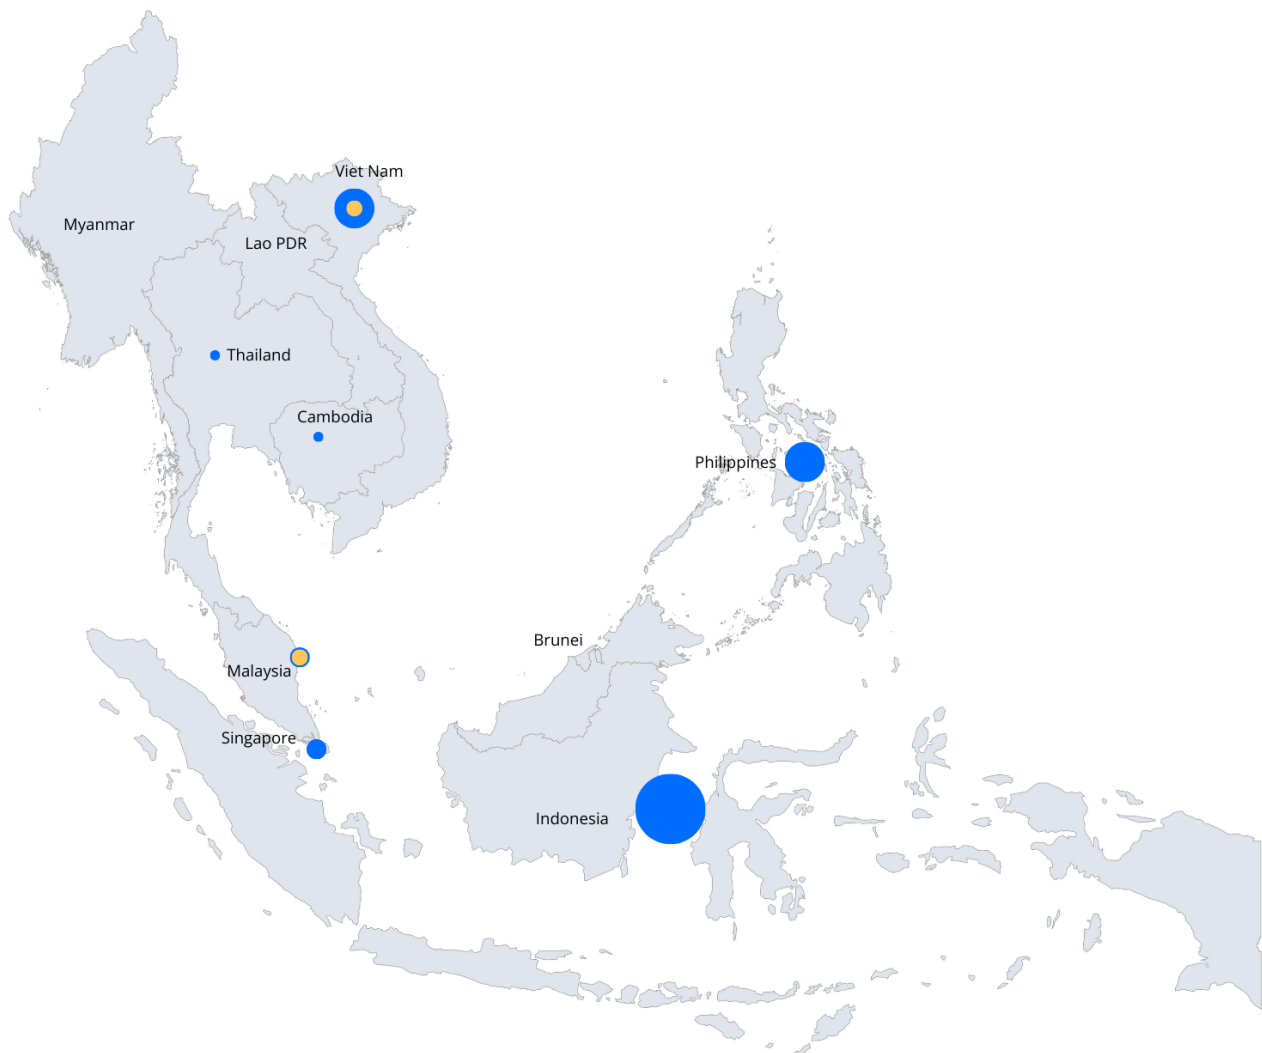 Viet Nam
Myanmar
Lao PDR
Thailand
Cambodia
Philippines
Brunei
Malaysia
Singapore
Indonesia